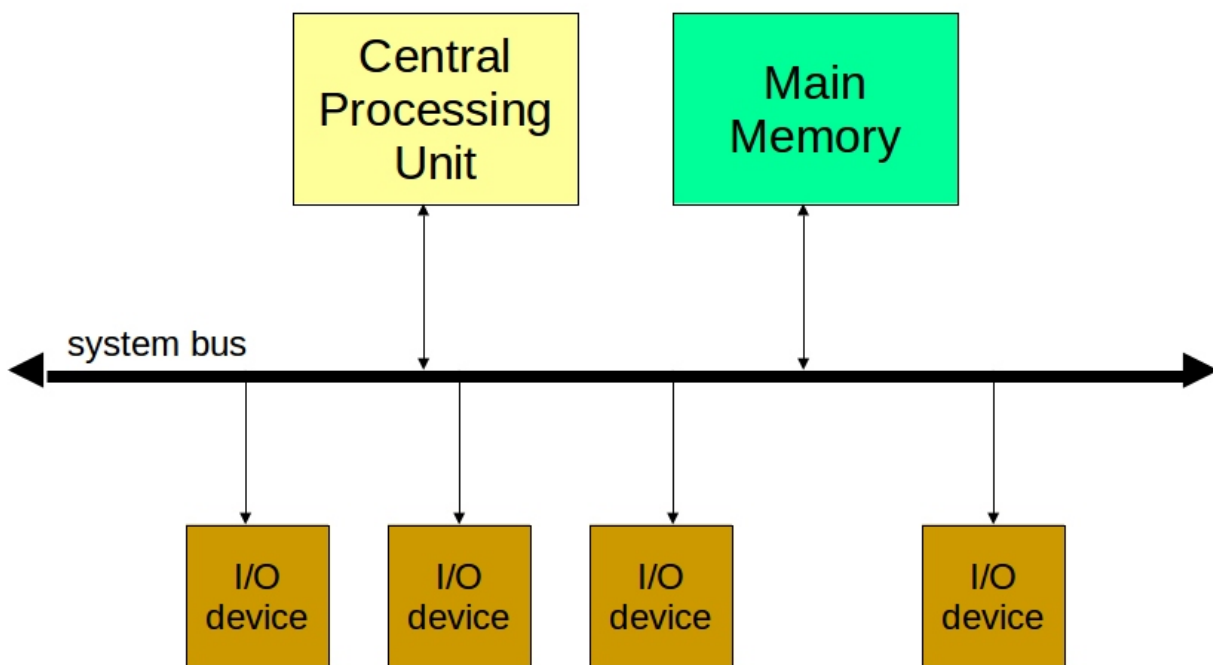 Central
Processing
Unit
Main
Memory
system bus
I/O
device
I/O
device
I/O
device
I/O
device